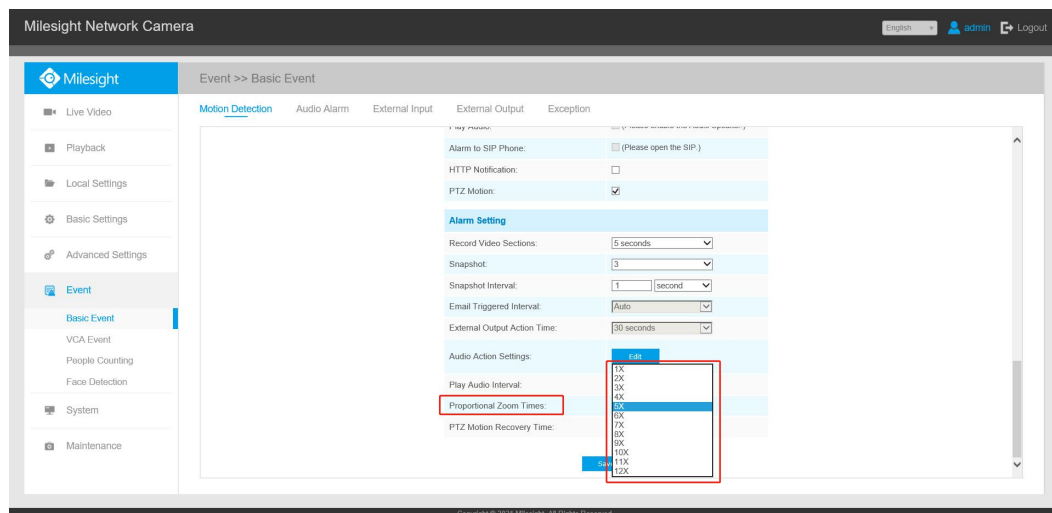 Milesight Network Camera
English
admin
Logout
Milesight
Event >> Basic Event
Live Video
Playback
Local Settings
Basic Settings
Advanced Settings
Event
Basic Event
VCA Event
People Counting
Face Detection
System
Maintenance
Motion Detection Audio Alarm External Input External Output Exception
Play Audio:
Alarm to SIP Phone: (Please open the SIP.)
HTTP Notification:
PTZ Motion:
Alarm Setting
Record Video Sections: 5 seconds
Snapshot: 3
Snapshot Interval: 1 second
Email Triggered Interval: Auto
External Output Action Time: 30 seconds
Audio Action Settings: Edit
Play Audio Interval:
Proportional Zoom Times:
PTZ Motion Recovery Time:
1X
2X
3X
4X
5X
6X
7X
8X
9X
10X
11X
12X